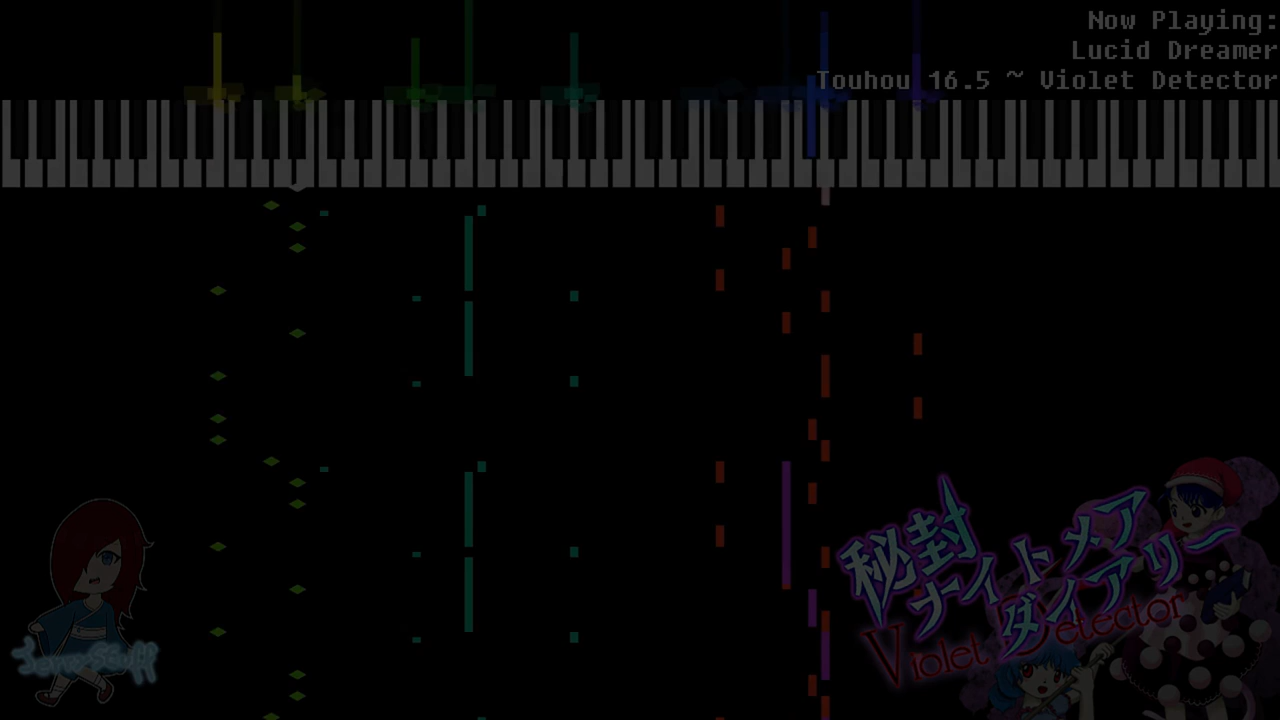 Now Playing:
Lucid Dreamer
Touhou 16.5 ~ Violet Detector
秘封
ナイトメア
ダイアリー
Violet Detector